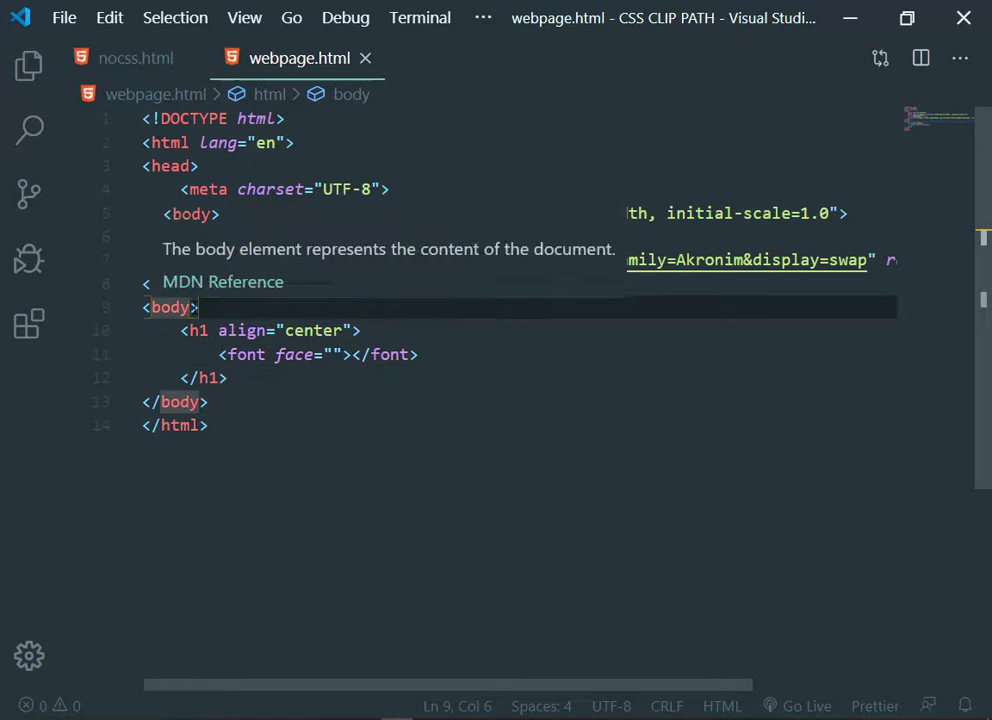 File Edit Selection View Go Debug Terminal ··· webpage.html - CSS CLIP PATH - Visual Studi...
nocss.html webpage.html
webpage.html > html > body
1 <!DOCTYPE html>
2 <html lang="en">
3 <head>
4 <meta charset="UTF-8">
5 <body> th, initial-scale=1.0">
6 The body element represents the content of the document.
7 mily=Akronim&display=swap"
MDN Reference
8 <
9 <body>
10 <h1 align="center">
11 <font face=""></font>
12 </h1>
13 </body>
14 </html>
0 0 Ln 9, Col 6 Spaces: 4 UTF-8 CRLF HTML Go Live Prettier